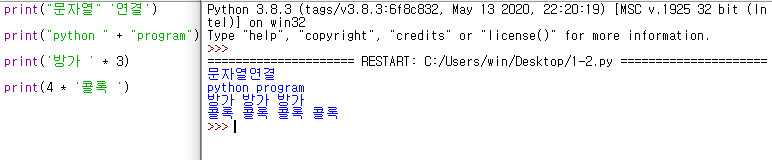 print("문자열" '연결')
print("python " + "program")
print('방가 ' * 3)
print(4 * '콜록 ')
Python 3.8.3 (tags/v3.8.3:6f8c832, May 13 2020, 22:20:19) [MSC v.1925 32 bit (In
tel)] on win32
Type "help", "copyright", "credits" or "license()" for more information.
>>>
==================== RESTART: C:/Users/win/Desktop/1-2.py ====================
문자열연결
python program
방가 방가 방가
콜록 콜록 콜록 콜록
>>>